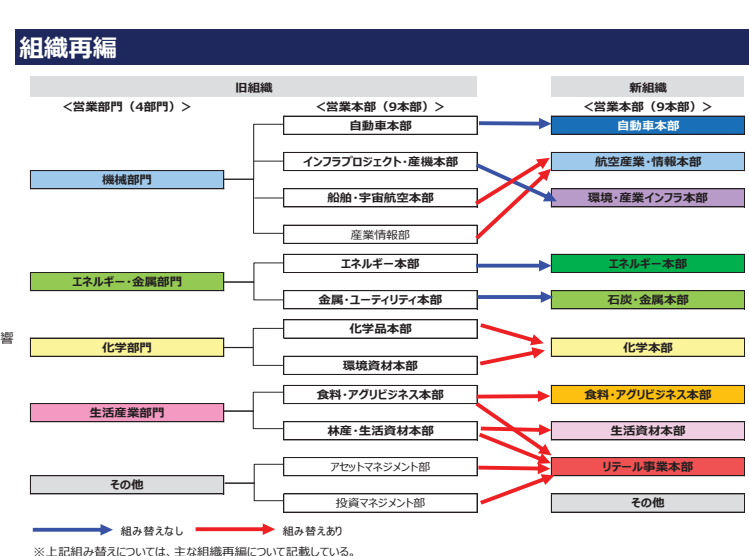 組織再編
旧組織
新組織
<営業部門（4部門）>
<営業本部（9本部）>
<営業本部（9本部）>
自動車本部
自動車本部
インフラプロジェクト・産機本部
航空産業・情報本部
機械部門
船舶・宇宙航空本部
環境・産業インフラ本部
産業情報部
エネルギー本部
エネルギー本部
エネルギー・金属部門
金属・ユーティリティ本部
石炭・金属本部
化学品本部
響
化学部門
化学本部
環境資材本部
食料・アグリビジネス本部
食料・アグリビジネス本部
生活産業部門
林産・生活資材本部
生活資材本部
アセットマネジメント部
リテール事業本部
その他
投資マネジメント部
その他
組み替えなし
組み替えあり
※上記組み替えについては、主な組織再編について記載している。